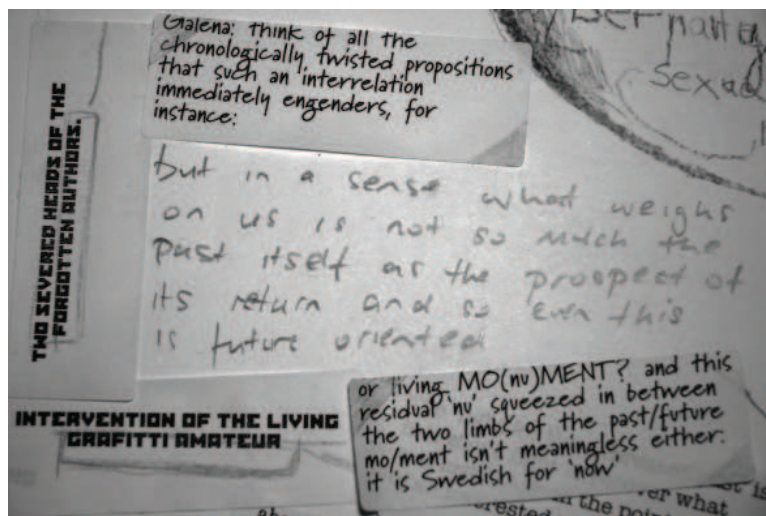 Galena: think of all the
chronologically twisted propositions
that such an interrelation
immediately engenders, for
instance:
sexual
TWO SEVERED HEADS OF THE
FORGOTTEN AUTHORS.
but in a sense what weighs
on us is not so much the
past itself as the prospect of
its return and so even this
is future oriented
or living MO(nu)MENT? and this
residual 'nu' squeezed in between
the two limbs of the past/future
mo/ment isn't meaningless either:
it is Swedish for 'now'
INTERVENTION OF THE LIVING
GRAFITTI AMATEUR
what
the